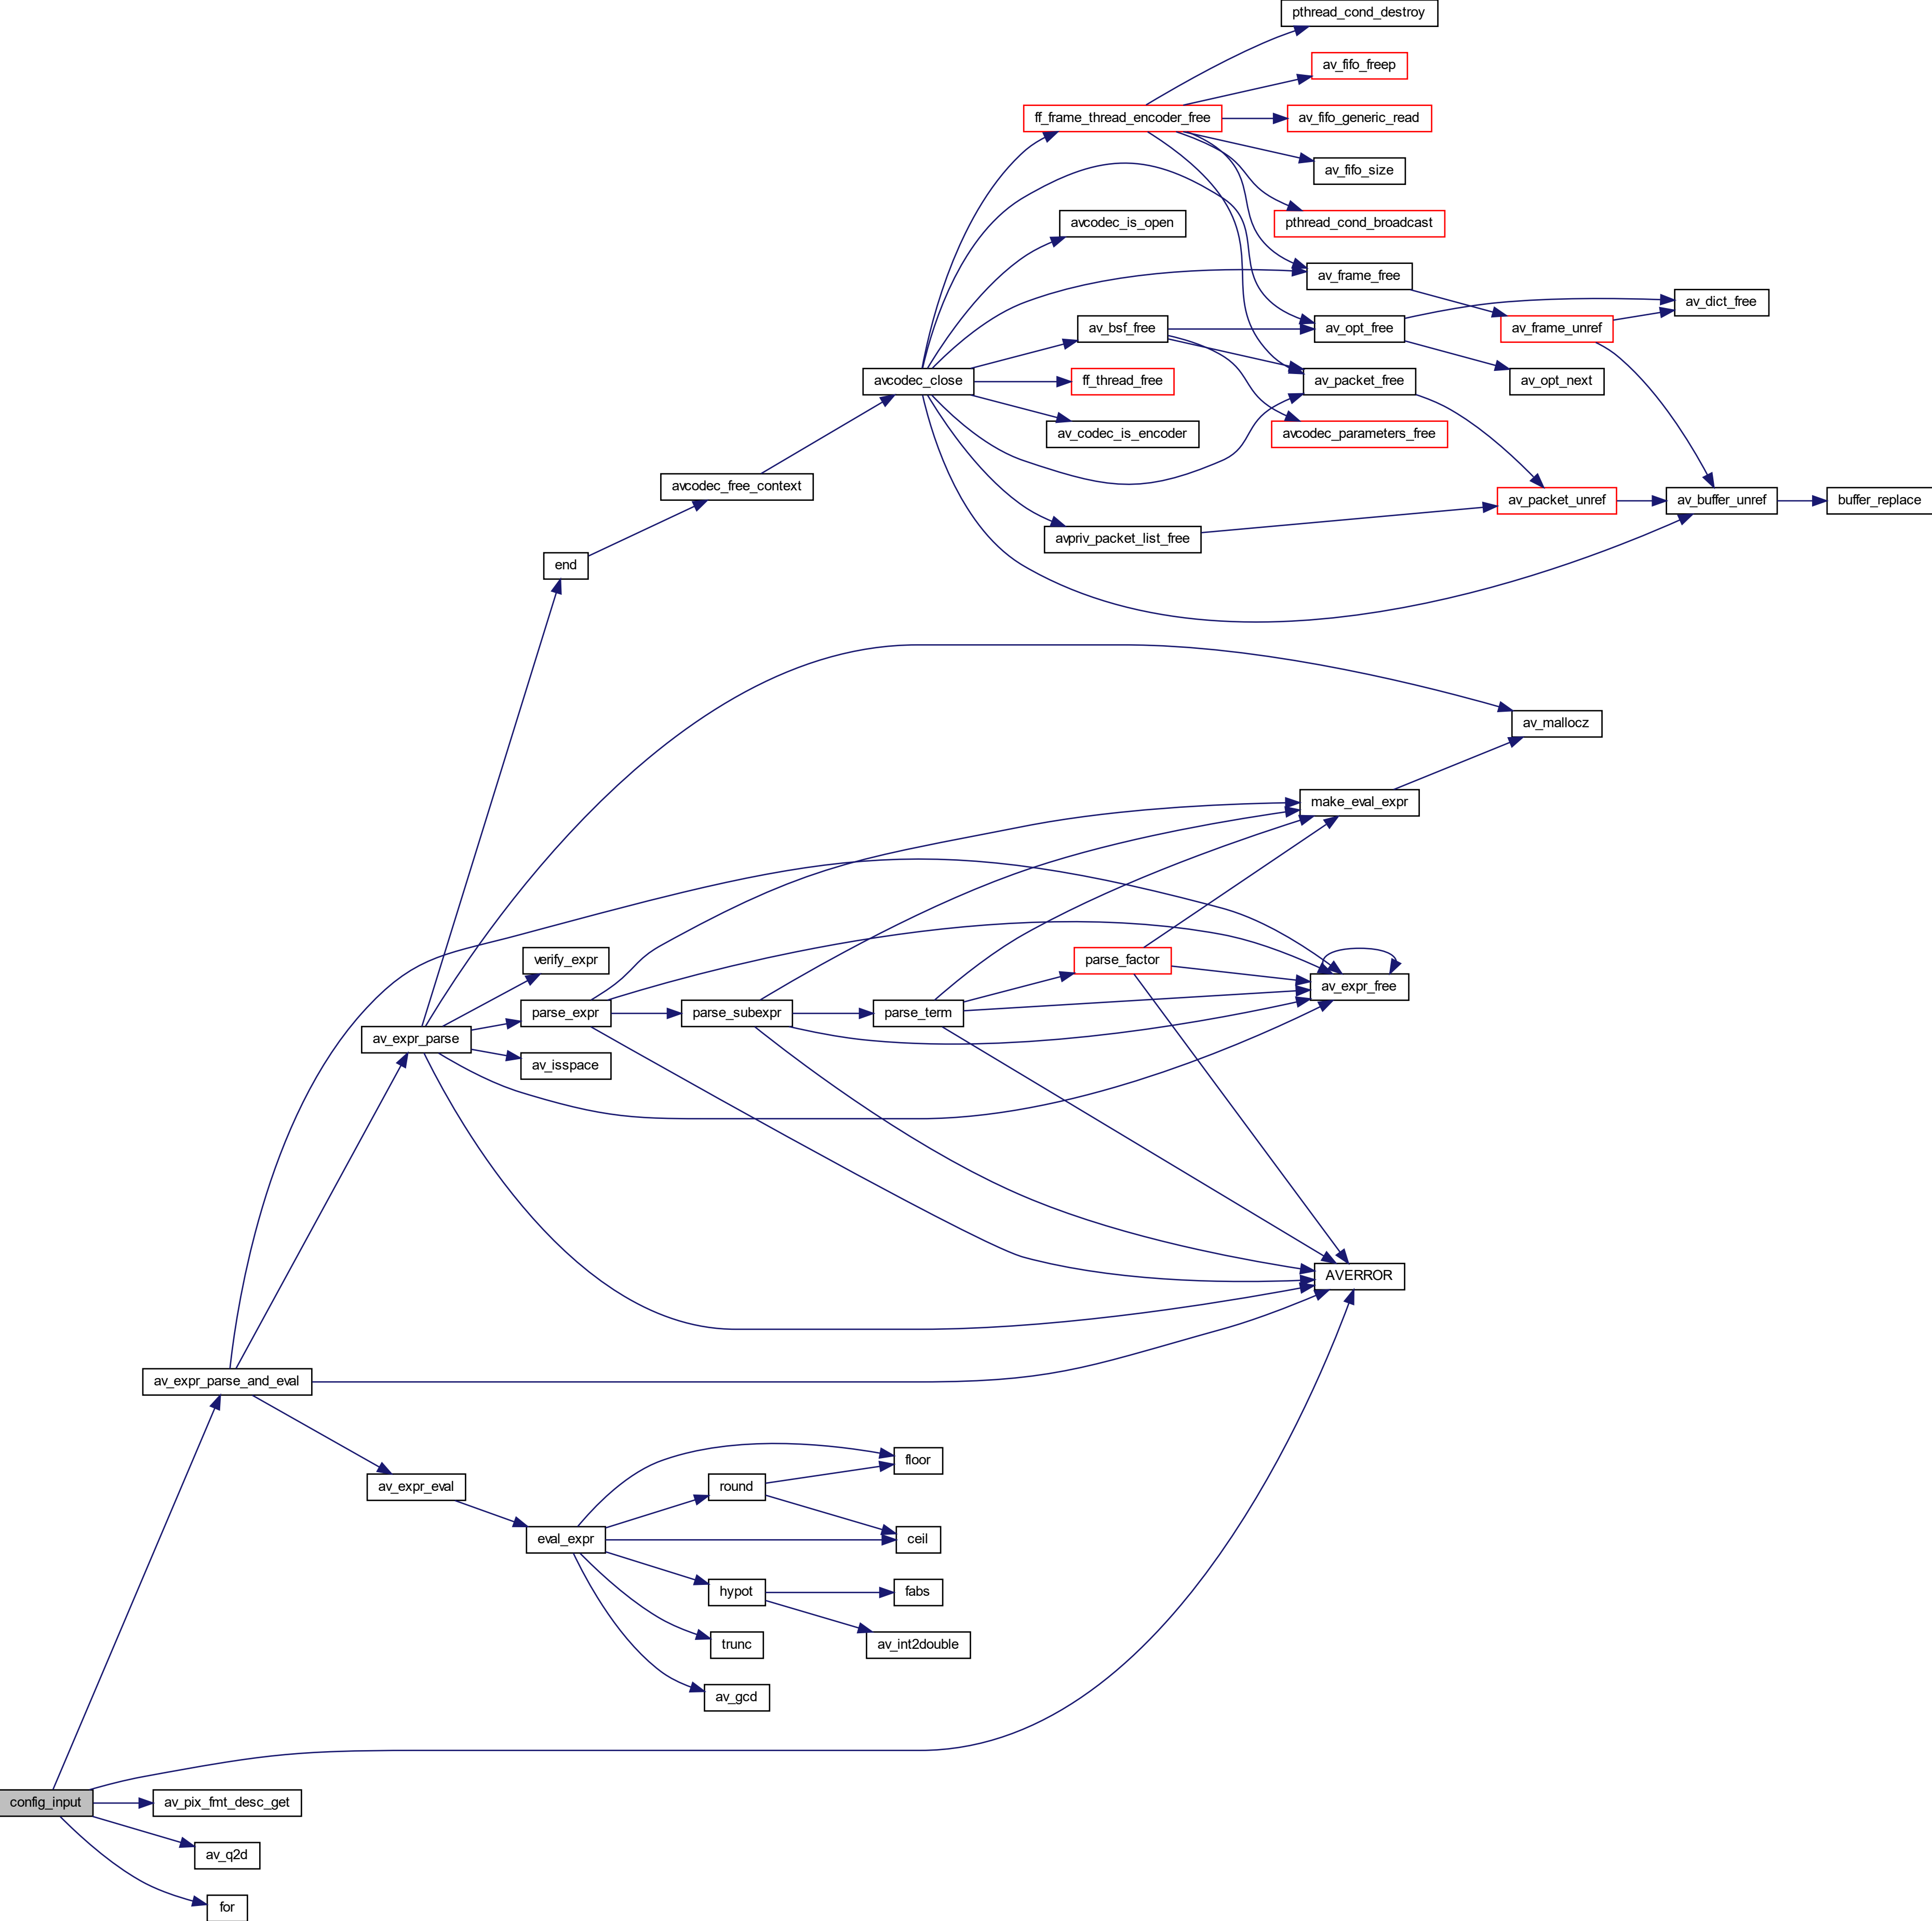 pthread_cond_destroy
av_fifo_freep
ff_frame_thread_encoder_free
av_fifo_generic_read
av_fifo_size
avcodec_is_open
pthread_cond_broadcast
av_frame_free
av_dict_free
av_bsf_free
av_opt_free
av_frame_unref
avcodec_close
ff_thread_free
av_packet_free
av_opt_next
av_codec_is_encoder
avcodec_parameters_free
avcodec_free_context
av_packet_unref
av_buffer_unref
buffer_replace
avpriv_packet_list_free
end
av_mallocz
make_eval_expr
verify_expr
parse_factor
av_expr_free
parse_expr
parse_subexpr
parse_term
av_expr_parse
av_isspace
AVERROR
av_expr_parse_and_eval
floor
av_expr_eval
round
eval_expr
ceil
hypot
fabs
trunc
av_int2double
av_gcd
config_input
av_pix_fmt_desc_get
av_q2d
for